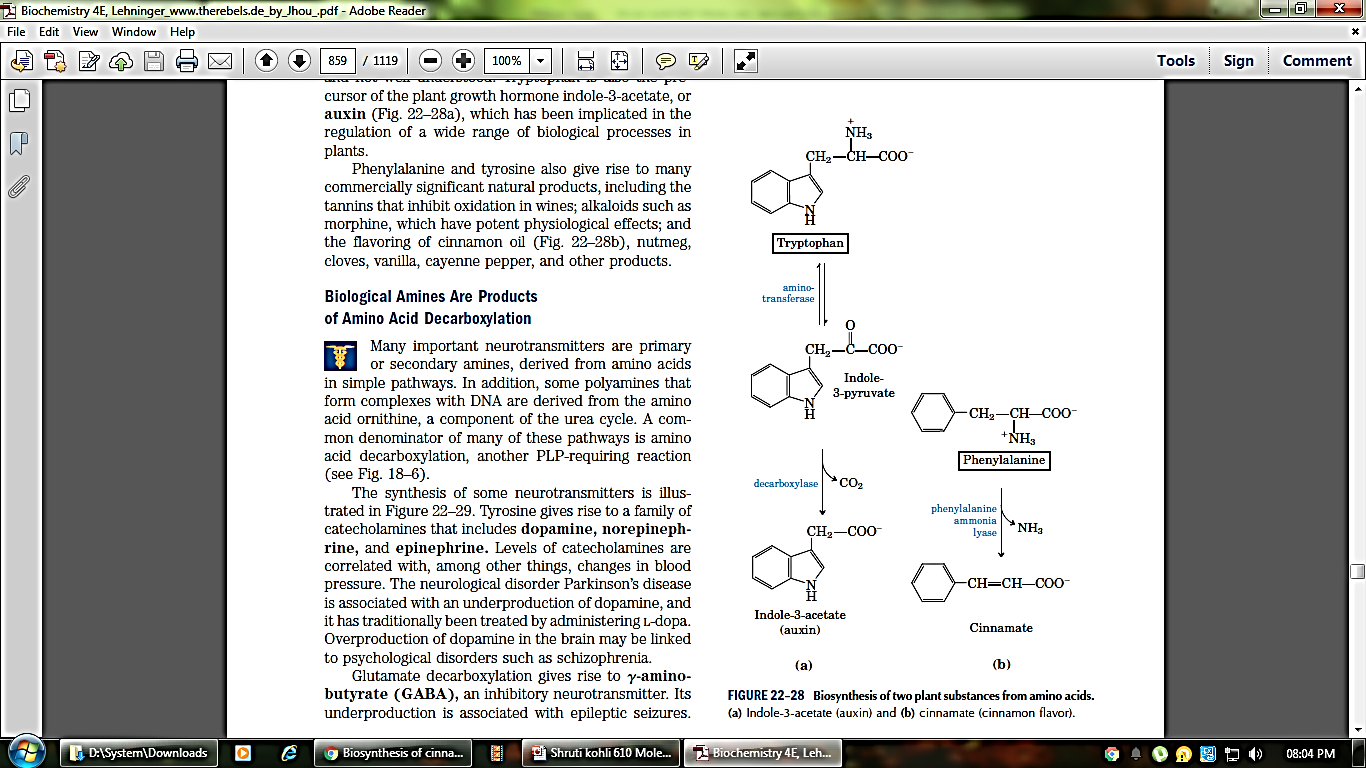 Biochemistry 4E, Lehninger_www.therebels.de_by_Jhou_.pdf - Adobe Reader
File Edit View Window Help
859 / 1119 100% Tools Sign Comment
and not well understood. Tryptophan is also the pre-
cursor of the plant growth hormone indole-3-acetate, or
auxin (Fig. 22–28a), which has been implicated in the
regulation of a wide range of biological processes in
plants.
Phenylalanine and tyrosine also give rise to many
commercially significant natural products, including the
tannins that inhibit oxidation in wines; alkaloids such as
morphine, which have potent physiological effects; and
the flavoring of cinnamon oil (Fig. 22–28b), nutmeg,
cloves, vanilla, cayenne pepper, and other products.
Biological Amines Are Products
of Amino Acid Decarboxylation
Many important neurotransmitters are primary
or secondary amines, derived from amino acids
in simple pathways. In addition, some polyamines that
form complexes with DNA are derived from the amino
acid ornithine, a component of the urea cycle. A com-
mon denominator of many of these pathways is amino
acid decarboxylation, another PLP-requiring reaction
(see Fig. 18–6).
The synthesis of some neurotransmitters is illus-
trated in Figure 22–29. Tyrosine gives rise to a family of
catecholamines that includes dopamine, norepineph-
rine, and epinephrine. Levels of catecholamines are
correlated with, among other things, changes in blood
pressure. The neurological disorder Parkinson's disease
is associated with an underproduction of dopamine, and
it has traditionally been treated by administering L-dopa.
Overproduction of dopamine in the brain may be linked
to psychological disorders such as schizophrenia.
Glutamate decarboxylation gives rise to γ-amino-
butyrate (GABA), an inhibitory neurotransmitter. Its
underproduction is associated with epileptic seizures.
+
NH₃
CH₂—CH—COO⁻
N
H
Tryptophan
amino-
transferase
O
CH₂—C—COO⁻
N
H
Indole-
3-pyruvate
decarboxylase
CO₂
CH₂—COO⁻
N
H
Indole-3-acetate
(auxin)
(a)
CH₂—CH—COO⁻
⁺NH₃
Phenylalanine
phenylalanine
ammonia
lyase
NH₃
CH=CH—COO⁻
Cinnamate
(b)
FIGURE 22–28 Biosynthesis of two plant substances from amino acids.
(a) Indole-3-acetate (auxin) and (b) cinnamate (cinnamon flavor).
D:\System\Downloads Biosynthesis of cinna... Shruti kohli 610 Mole... Biochemistry 4E, Leh... 08:04 PM